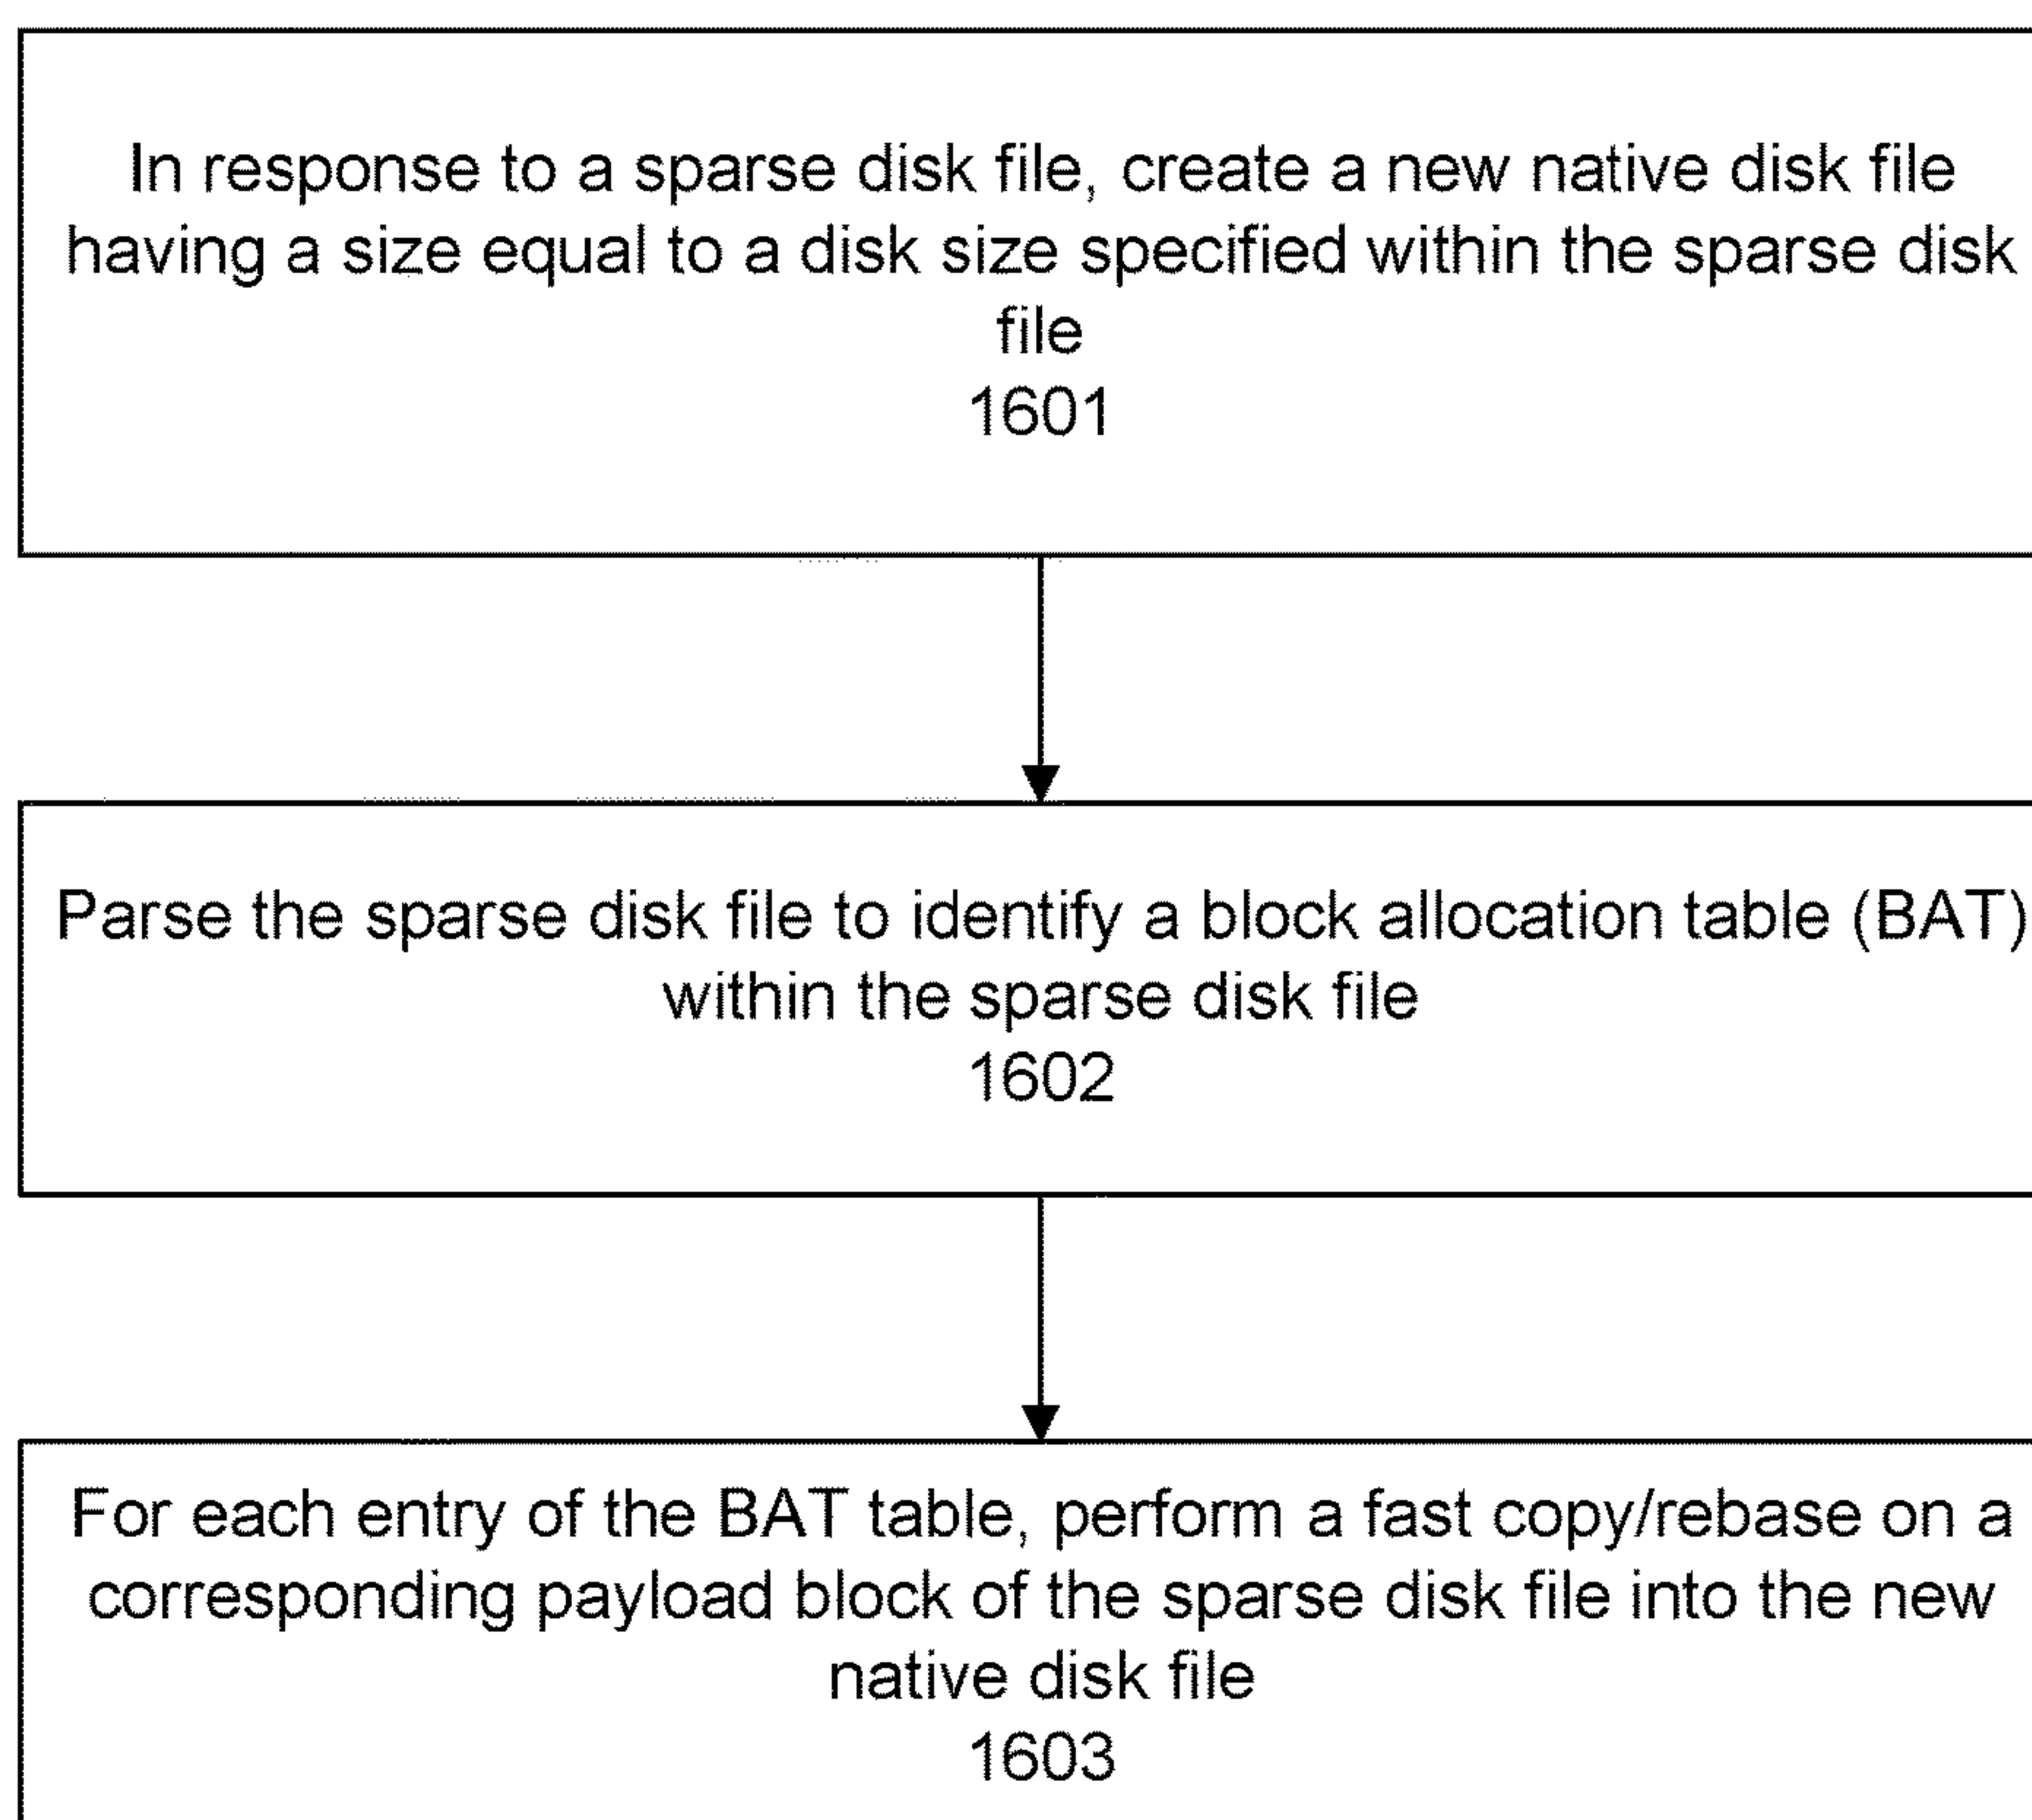 In response to a sparse disk file, create a new native disk file
having a size equal to a disk size specified within the sparse disk
file
1601
Parse the sparse disk file to identify a block allocation table (BAT)
within the sparse disk file
1602
For each entry of the BAT table, perform a fast copy/rebase on a
corresponding payload block of the sparse disk file into the new
native disk file
1603